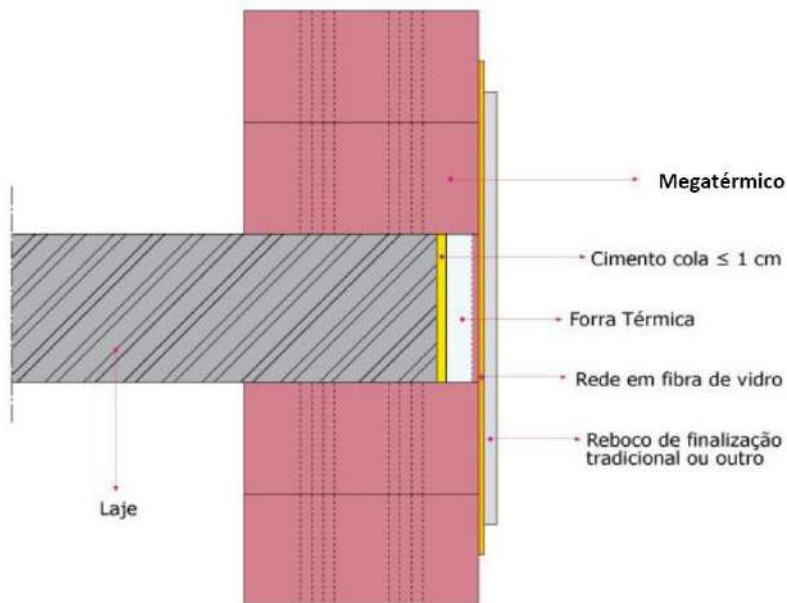 Megatérmico
Cimento cola ≤ 1 cm
Forra Térmica
Rede em fibra de vidro
Reboco de finalização
tradicional ou outro
Laje